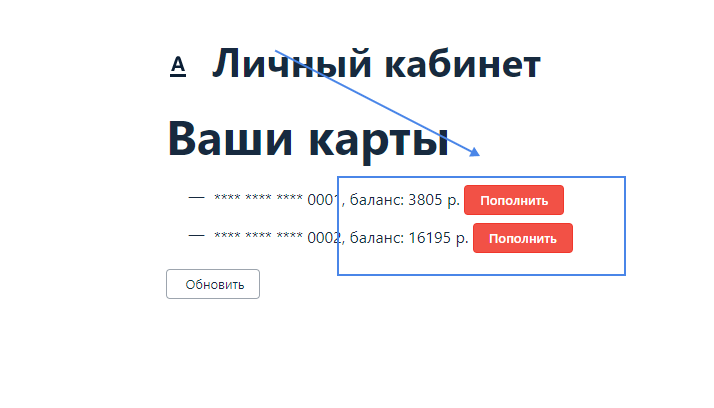 A Личный кабинет
Ваши карты
— **** **** **** 0001, баланс: 3805 р. Пополнить
— **** **** **** 0002, баланс: 16195 р. Пополнить
Обновить